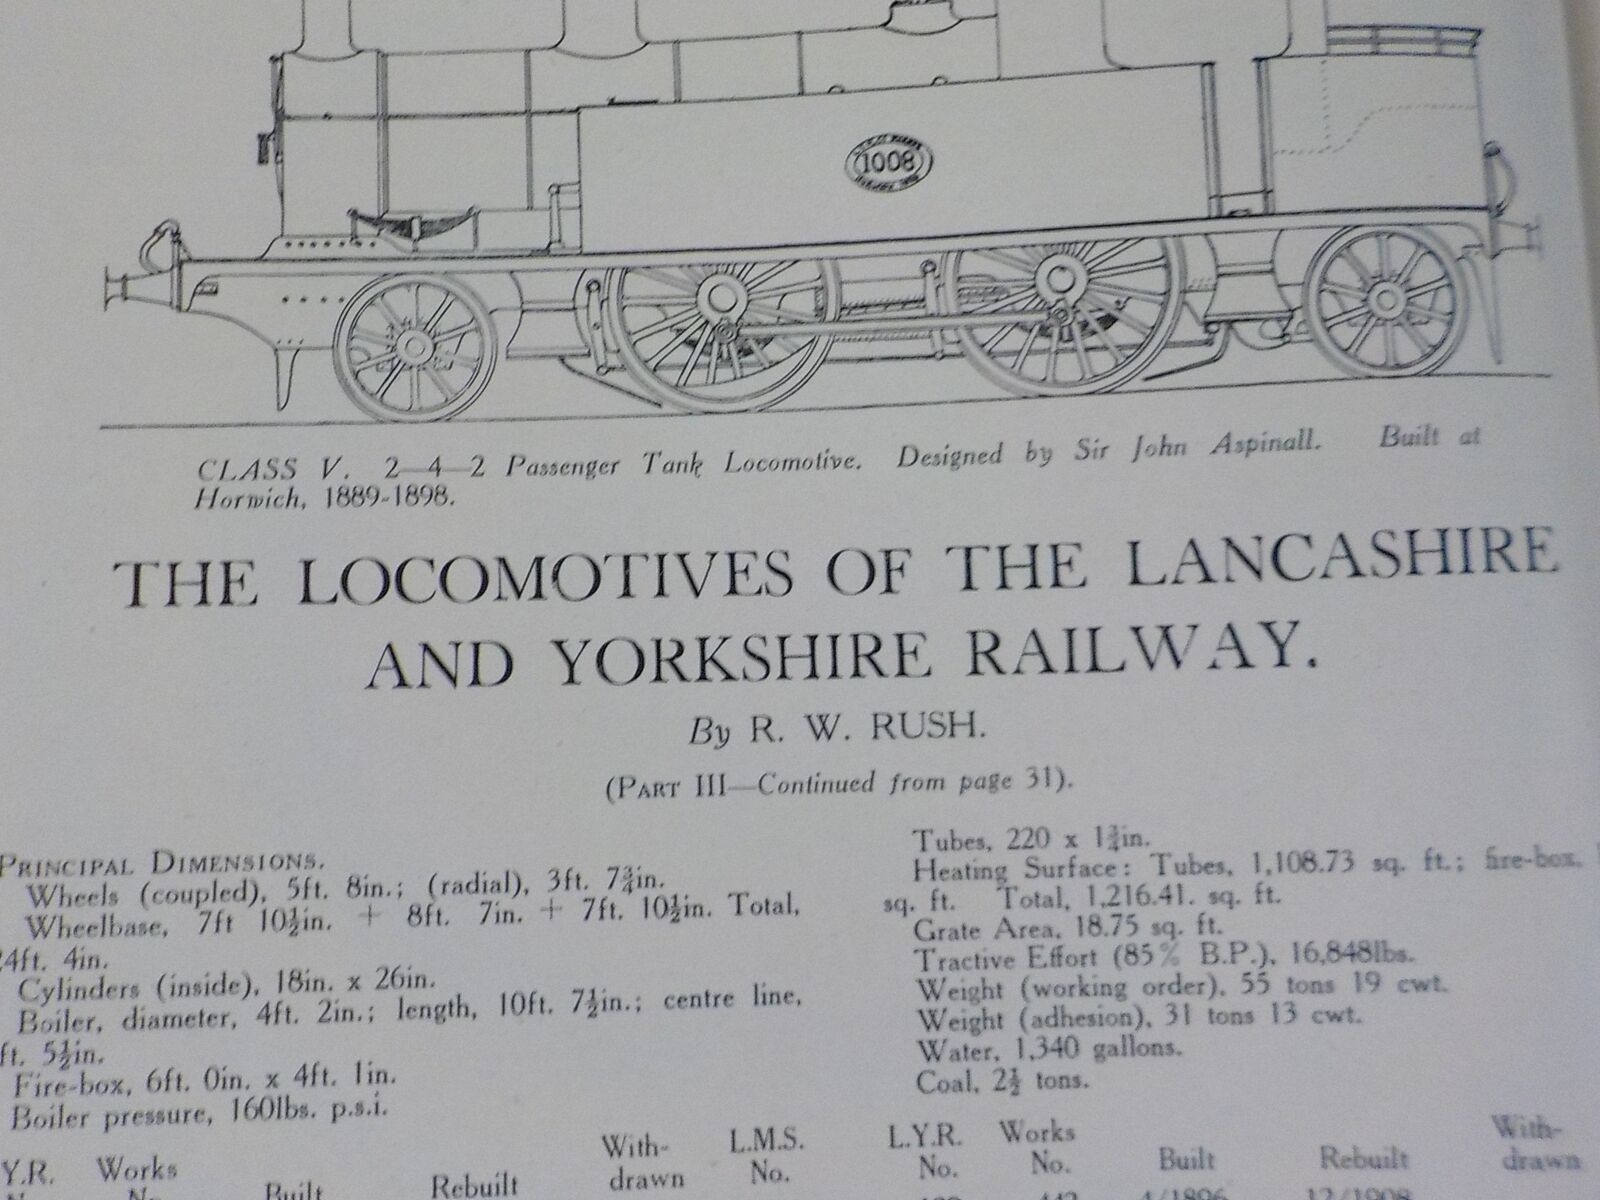 1008
CLASS V. 2—4—2 Passenger Tank Locomotive. Designed by Sir John Aspinall. Built at
Horwich, 1889-1898.
THE LOCOMOTIVES OF THE LANCASHIRE
AND YORKSHIRE RAILWAY.
By R. W. RUSH.
(PART III—Continued from page 31).
PRINCIPAL DIMENSIONS.
Wheels (coupled), 5ft. 8in.; (radial), 3ft. 7¾in.
Wheelbase, 7ft 10½in. + 8ft. 7in. + 7ft. 10½in. Total,
24ft. 4in.
Cylinders (inside), 18in. x 26in.
Boiler, diameter, 4ft. 2in.; length, 10ft. 7½in.; centre line,
ft. 5½in.
Fire-box, 6ft. 0in. x 4ft. 1in.
Boiler pressure, 160lbs. p.s.i.
Y.R. Works With- L.M.S.
No. Built Rebuilt drawn No.
Tubes, 220 x 1¾in.
Heating Surface: Tubes, 1,108.73 sq. ft.; fire-box,
sq. ft. Total, 1,216.41. sq. ft.
Grate Area, 18.75 sq. ft.
Tractive Effort (85% B.P.), 16,848lbs.
Weight (working order), 55 tons 19 cwt.
Weight (adhesion), 31 tons 13 cwt.
Water, 1,340 gallons.
Coal, 2½ tons.
L.Y.R. Works With-
No. No. Built Rebuilt drawn
442 4/1896 12/1908